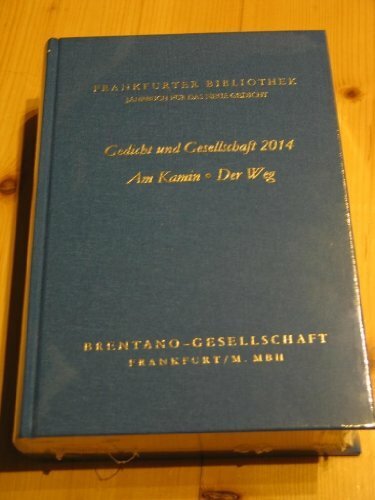 FRANKFURTER BIBLIOTHEK
JAHRBUCH FÜR DAS NEUE GEDICHT
Gedicht und Gesellschaft 2014
Am Kamin • Der Weg
BRENTANO-GESELLSCHAFT
FRANKFURT/M. MBH